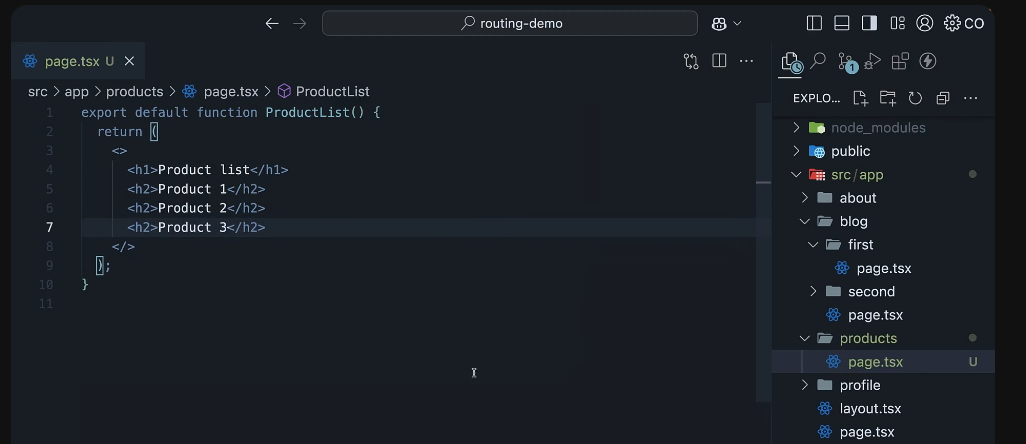 routing-demo
CO
page.tsx U
src > app > products > page.tsx > ProductList
1 export default function ProductList() {
2 return (
3 <>
4 <h1>Product list</h1>
5 <h2>Product 1</h2>
6 <h2>Product 2</h2>
7 <h2>Product 3</h2>
8 </>
9 );
10 }
11
1
EXPLO...
node_modules
public
src/app
about
blog
first
page.tsx
second
page.tsx
products
page.tsx U
profile
layout.tsx
page.tsx